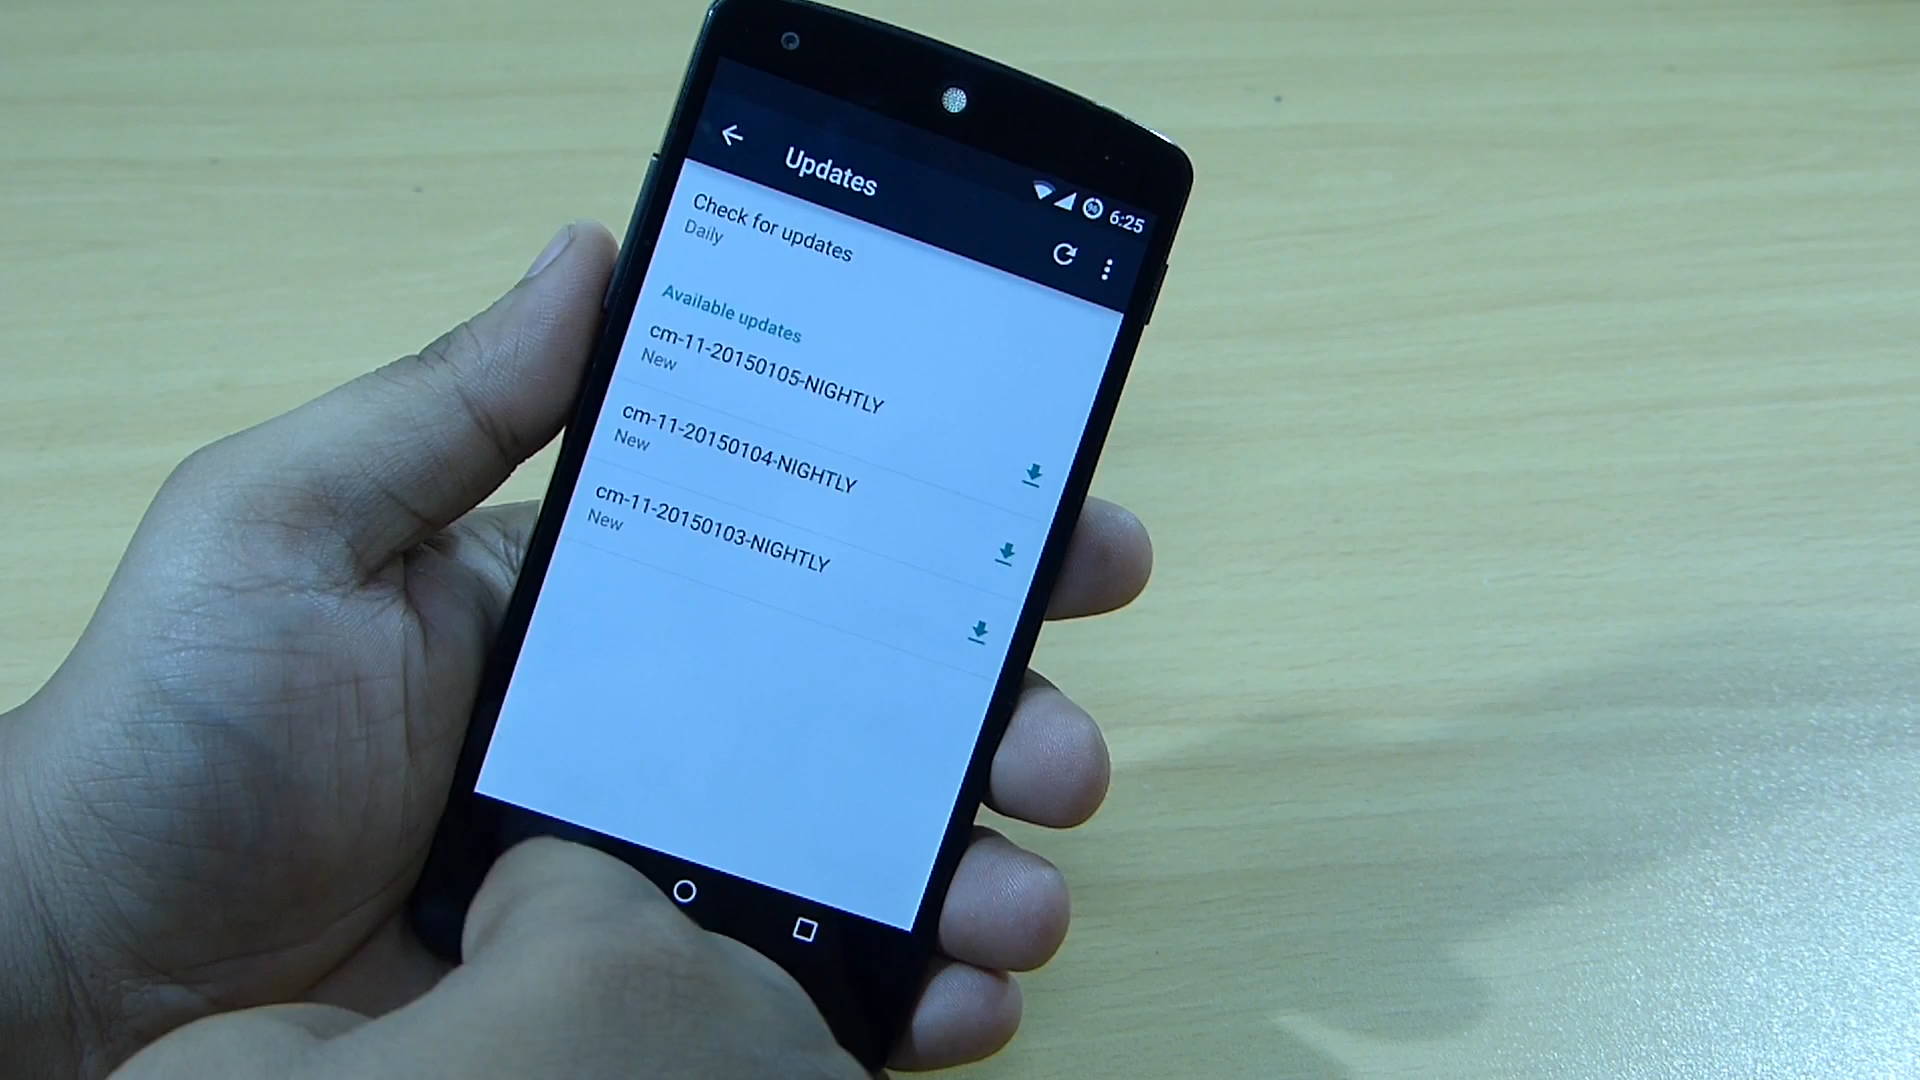 6:25
Updates
Check for updates
Daily
Available updates
cm-11-20150105-NIGHTLY
New
cm-11-20150104-NIGHTLY
New
cm-11-20150103-NIGHTLY
New